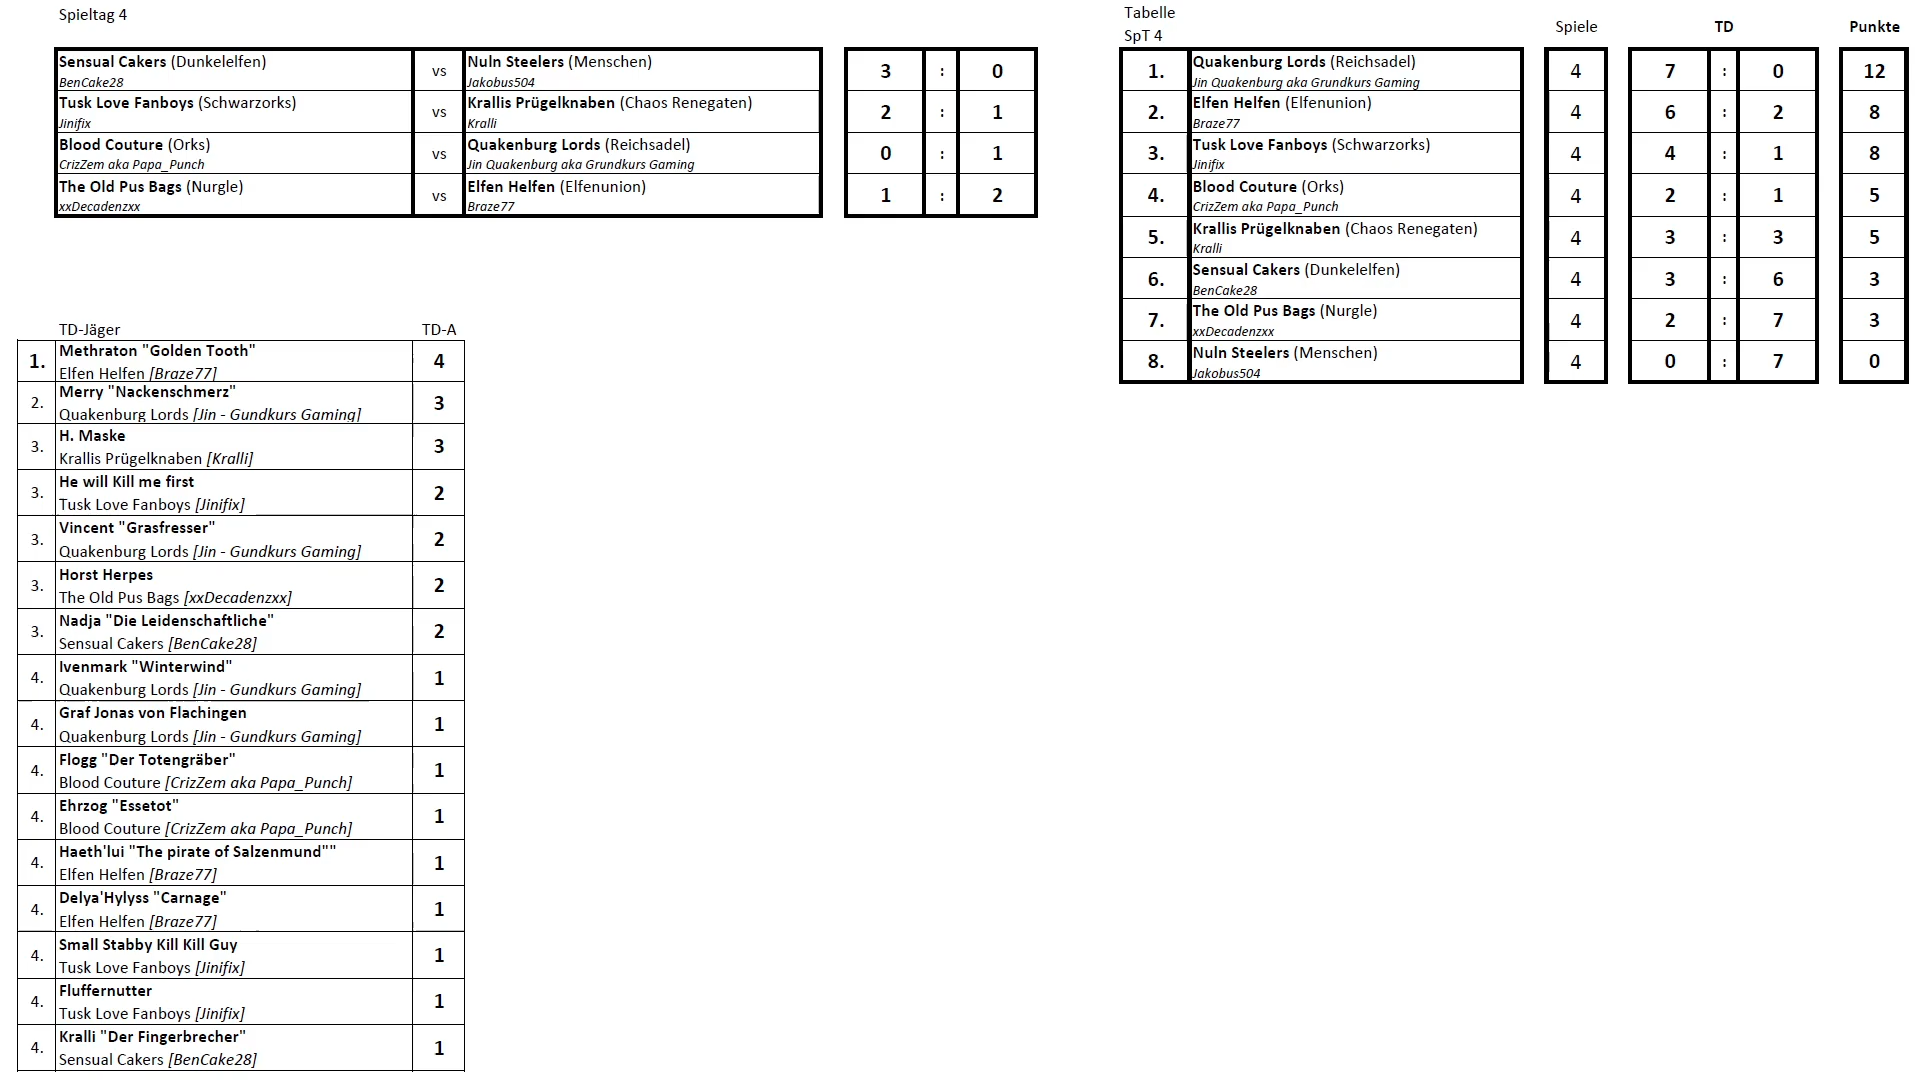 Spieltag 4
Sensual Cakers (Dunkelelfen)
BenCake28
vs
Nuln Steelers (Menschen)
Jakobus504
3 : 0
Tusk Love Fanboys (Schwarzorks)
Jinifix
vs
Krallis Prügelknaben (Chaos Renegaten)
Kralli
2 : 1
Blood Couture (Orks)
CrizZem aka Papa_Punch
vs
Quakenburg Lords (Reichsadel)
Jin Quakenburg aka Grundkurs Gaming
0 : 1
The Old Pus Bags (Nurgle)
xxDecadenzxx
vs
Elfen Helfen (Elfenunion)
Braze77
1 : 2
TD-Jäger TD-A
1. Methraton "Golden Tooth" 4
Elfen Helfen [Braze77]
2. Merry "Nackenschmerz" 3
Quakenburg Lords [Jin - Gundkurs Gaming]
3. H. Maske 3
Krallis Prügelknaben [Kralli]
3. He will Kill me first 2
Tusk Love Fanboys [Jinifix]
3. Vincent "Grasfresser" 2
Quakenburg Lords [Jin - Gundkurs Gaming]
3. Horst Herpes 2
The Old Pus Bags [xxDecadenzxx]
3. Nadja "Die Leidenschaftliche" 2
Sensual Cakers [BenCake28]
4. Ivenmark "Winterwind" 1
Quakenburg Lords [Jin - Gundkurs Gaming]
4. Graf Jonas von Flachingen 1
Quakenburg Lords [Jin - Gundkurs Gaming]
4. Flogg "Der Totengräber" 1
Blood Couture [CrizZem aka Papa_Punch]
4. Ehrzog "Essetot" 1
Blood Couture [CrizZem aka Papa_Punch]
4. Haeth'lui "The pirate of Salzenmund"" 1
Elfen Helfen [Braze77]
4. Delya'Hylyss "Carnage" 1
Elfen Helfen [Braze77]
4. Small Stabby Kill Kill Guy 1
Tusk Love Fanboys [Jinifix]
4. Fluffernutter 1
Tusk Love Fanboys [Jinifix]
4. Kralli "Der Fingerbrecher" 1
Sensual Cakers [BenCake28]
Tabelle
SpT 4
Spiele TD Punkte
1. Quakenburg Lords (Reichsadel) 4 7 : 0 12
Jin Quakenburg aka Grundkurs Gaming
2. Elfen Helfen (Elfenunion) 4 6 : 2 8
Braze77
3. Tusk Love Fanboys (Schwarzorks) 4 4 : 1 8
Jinifix
4. Blood Couture (Orks) 4 2 : 1 5
CrizZem aka Papa_Punch
5. Krallis Prügelknaben (Chaos Renegaten) 4 3 : 3 5
Kralli
6. Sensual Cakers (Dunkelelfen) 4 3 : 6 3
BenCake28
7. The Old Pus Bags (Nurgle) 4 2 : 7 3
xxDecadenzxx
8. Nuln Steelers (Menschen) 4 0 : 7 0
Jakobus504